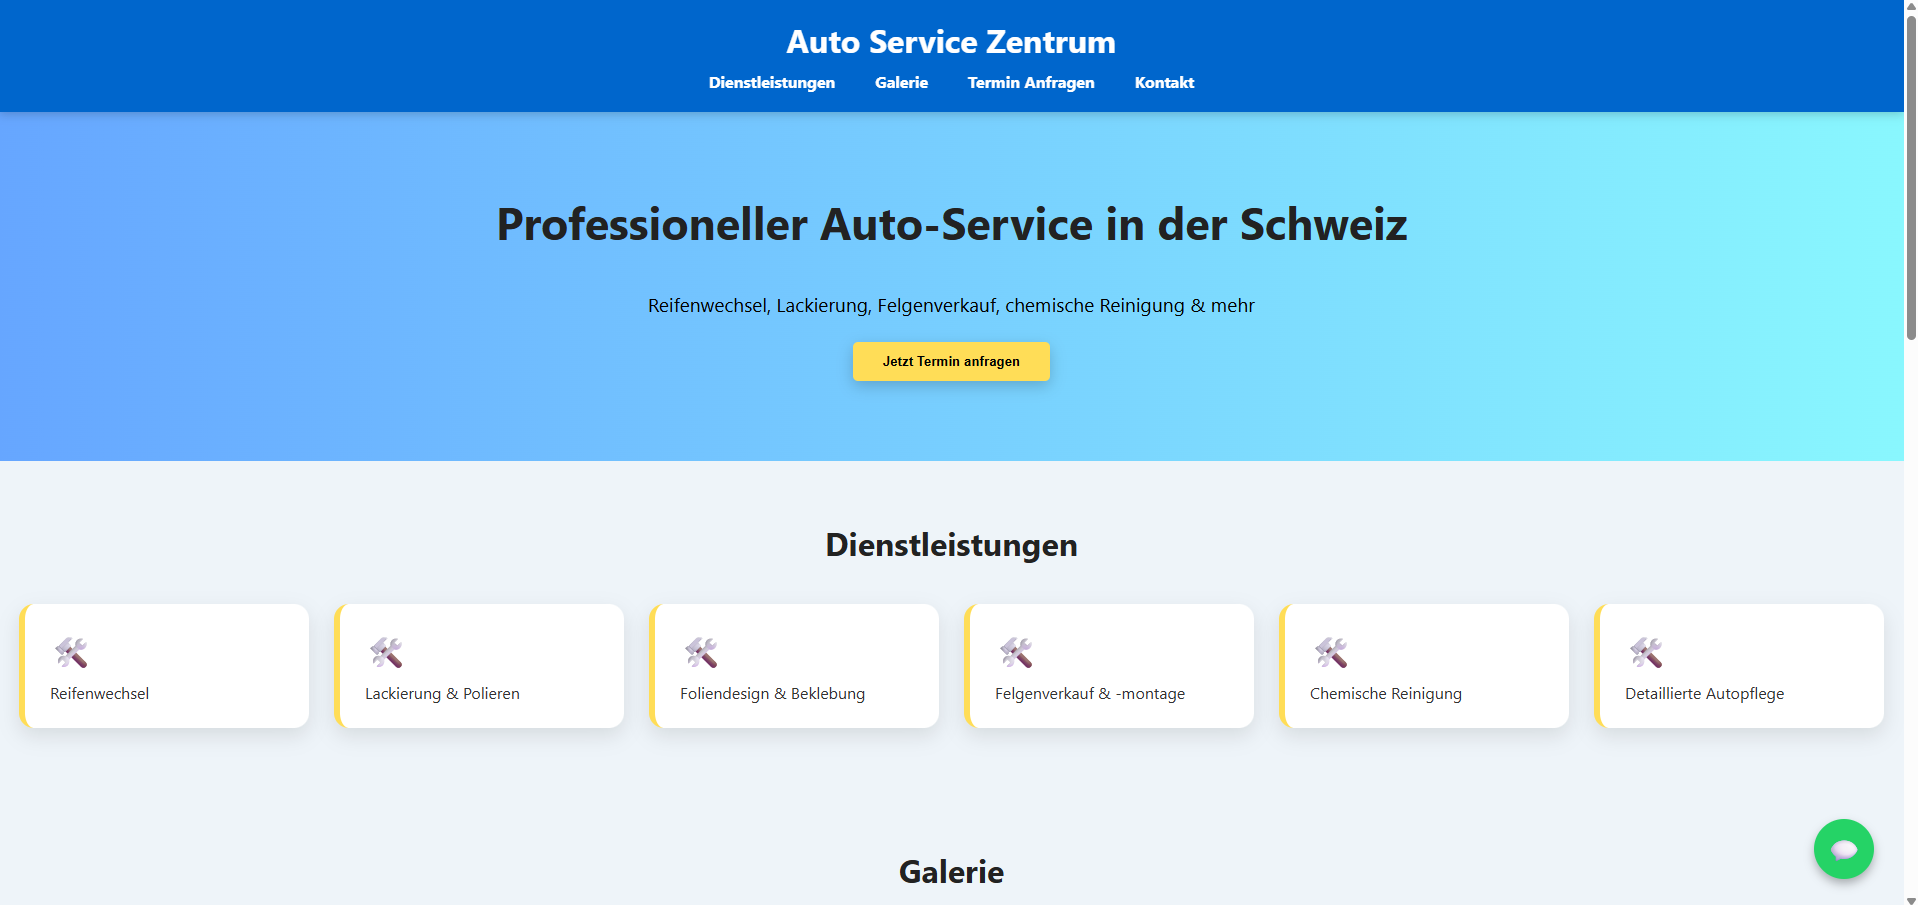 Auto Service Zentrum
Dienstleistungen Galerie Termin Anfragen Kontakt
Professioneller Auto-Service in der Schweiz
Reifenwechsel, Lackierung, Felgenverkauf, chemische Reinigung & mehr
Jetzt Termin anfragen
Dienstleistungen
Reifenwechsel
Lackierung & Polieren
Foliendesign & Beklebung
Felgenverkauf & -montage
Chemische Reinigung
Detaillierte Autopflege
Galerie